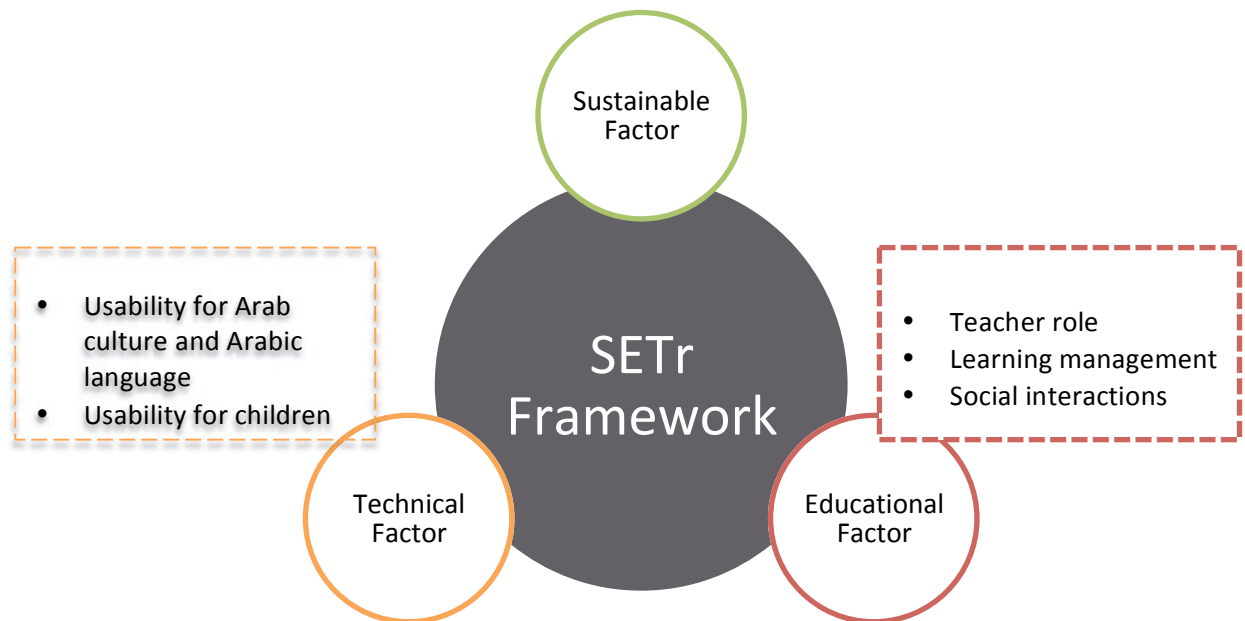 Sustainable
Factor
• Usability for Arab
culture and Arabic
language
• Usability for children
SETr
Framework
• Teacher role
• Learning management
• Social interactions
Technical
Factor
Educational
Factor